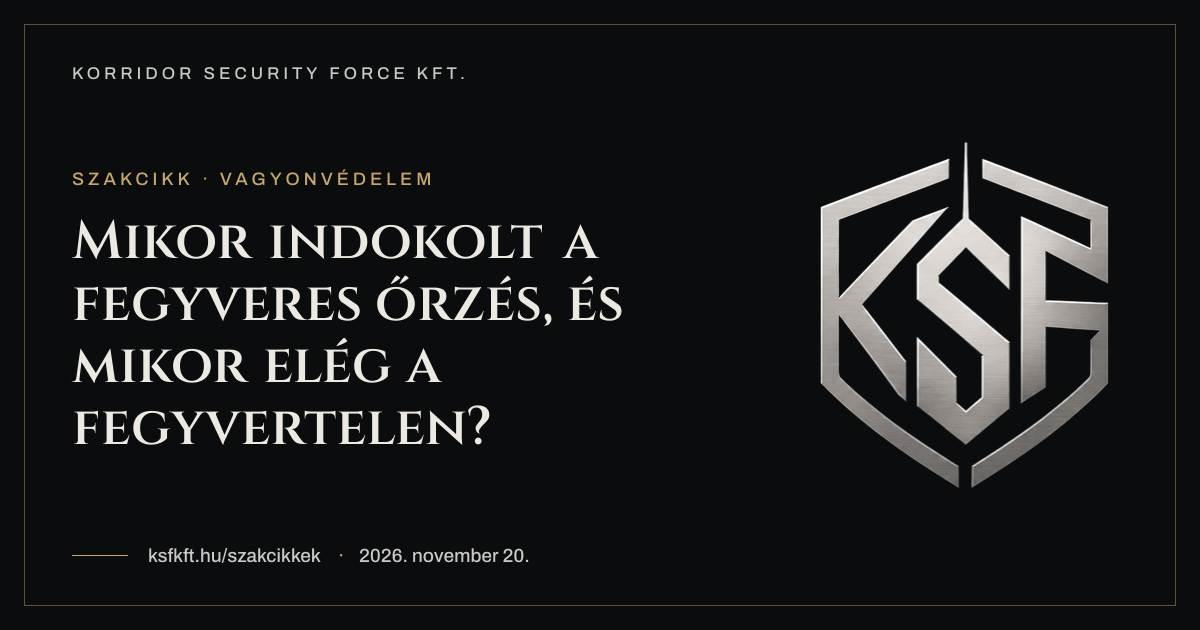 KORRIDOR SECURITY FORCE KFT.
SZAKCIKK · VAGYONVÉDELEM
MIKOR INDOKOLT A
FEGYVERES ŐRZÉS, ÉS
MIKOR ELÉG A
FEGYVERTELEN?
KSF
ksfkft.hu/szakcikkek · 2026. november 20.